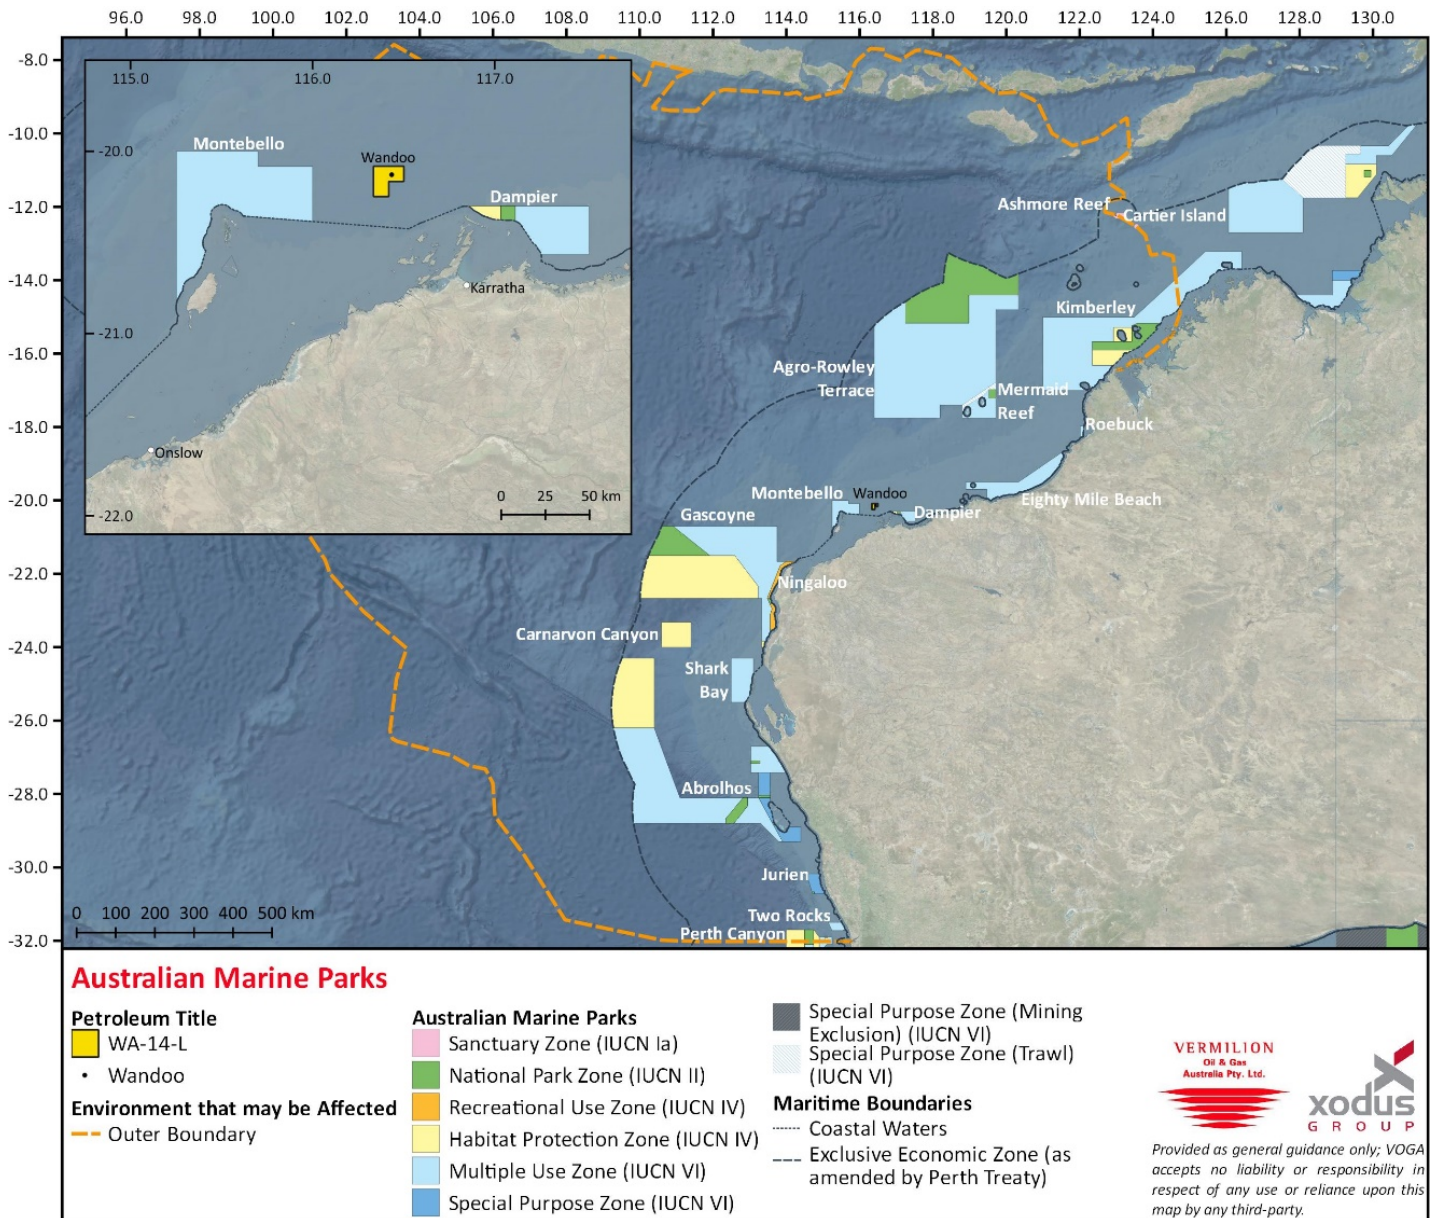 96.0 98.0 100.0 102.0 104.0 106.0 108.0 110.0 112.0 114.0 116.0 118.0 120.0 122.0 124.0 126.0 128.0 130.0
-8.0
-10.0
-12.0
-14.0
-16.0
-18.0
-20.0
-22.0
-24.0
-26.0
-28.0
-30.0
-32.0
115.0 116.0 117.0
-20.0
-21.0
-22.0
Montebello
Wandoo
Dampier
Karratha
Onslow
0 25 50 km
Ashmore Reef
Cartier Island
Kimberley
Agro-Rowley
Terrace
Mermaid
Reef
Roebuck
Eighty Mile Beach
Montebello
Wandoo
Dampier
Gascoyne
Ningaloo
Carnarvon Canyon
Shark
Bay
Abrolhos
Jurien
Two Rocks
Perth Canyon
0 100 200 300 400 500 km
Australian Marine Parks
Petroleum Title
WA-14-L
Wandoo
Environment that may be Affected
Outer Boundary
Australian Marine Parks
Sanctuary Zone (IUCN Ia)
National Park Zone (IUCN II)
Recreational Use Zone (IUCN IV)
Habitat Protection Zone (IUCN IV)
Multiple Use Zone (IUCN VI)
Special Purpose Zone (IUCN VI)
Special Purpose Zone (Mining
Exclusion) (IUCN VI)
Special Purpose Zone (Trawl)
(IUCN VI)
Maritime Boundaries
Coastal Waters
Exclusive Economic Zone (as
amended by Perth Treaty)
VERMILION
Oil & Gas
Australia Pty. Ltd.
xodus
GROUP
Provided as general guidance only; VOGA
accepts no liability or responsibility in
respect of any use or reliance upon this
map by any third-party.